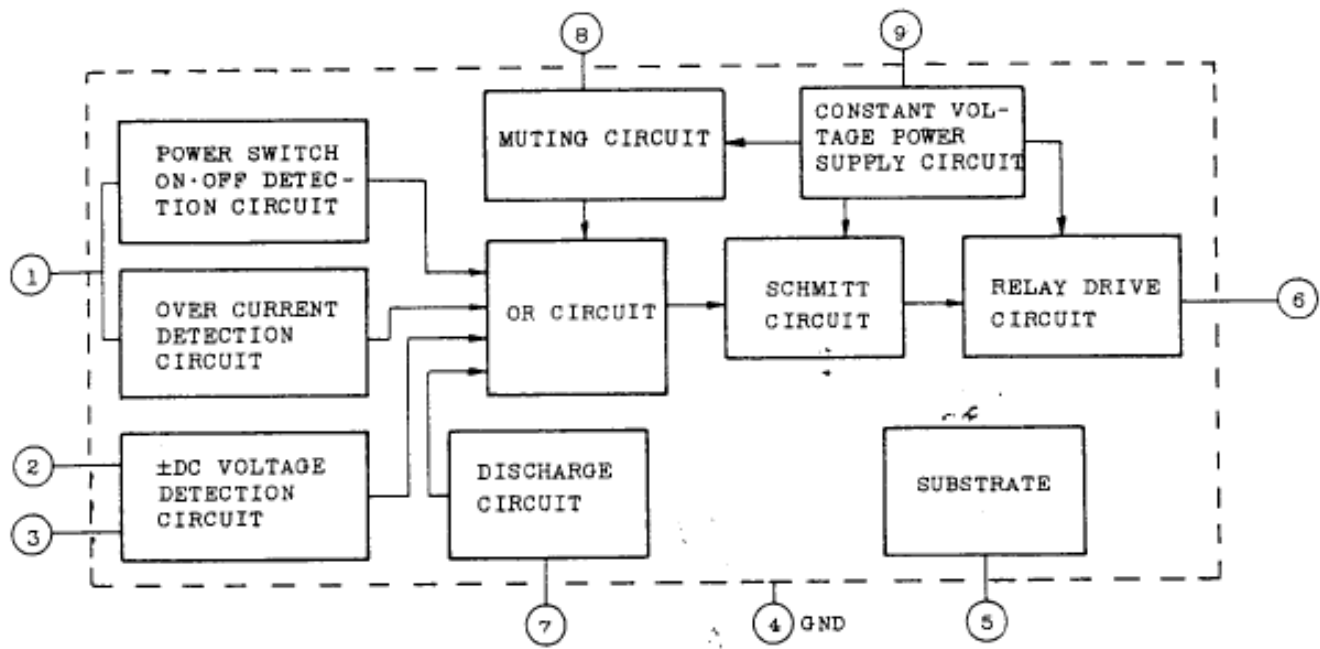 8
9
MUTING CIRCUIT
CONSTANT VOL-
TAGE POWER
SUPPLY CIRCUIT
POWER SWITCH
ON·OFF DETEC-
TION CIRCUIT
1
OVER CURRENT
DETECTION
CIRCUIT
OR CIRCUIT
SCHMITT
CIRCUIT
RELAY DRIVE
CIRCUIT
6
2
3
±DC VOLTAGE
DETECTION
CIRCUIT
DISCHARGE
CIRCUIT
SUBSTRATE
7
4 GND
5